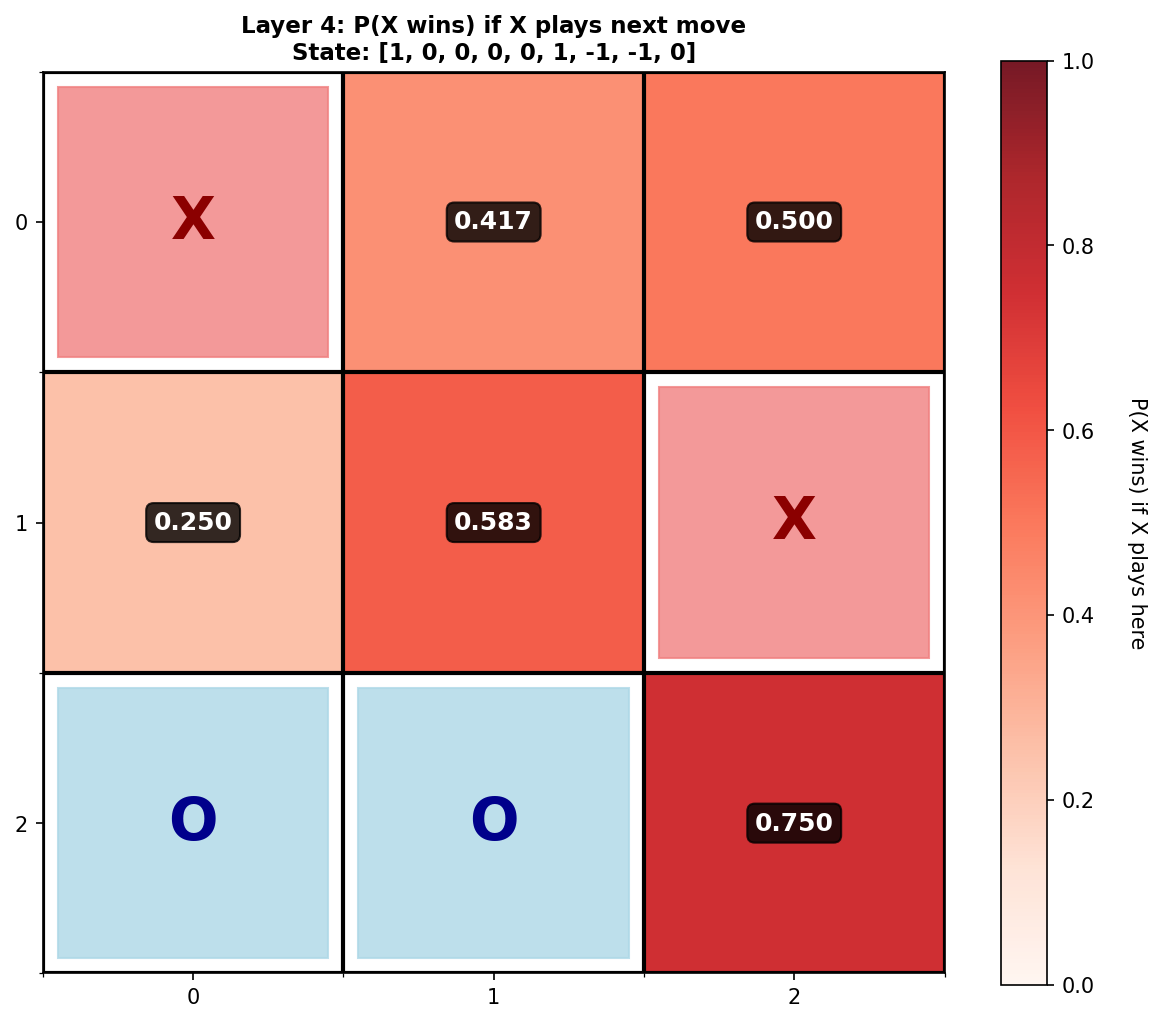 Layer 4: P(X wins) if X plays next move
State: [1, 0, 0, 0, 0, 1, -1, -1, 0]
X
0.417
0.500
0.250
0.583
X
O
O
0.750
0
1
2
0
1
2
1.0
0.8
0.6
0.4
0.2
0.0
P(X wins) if X plays here